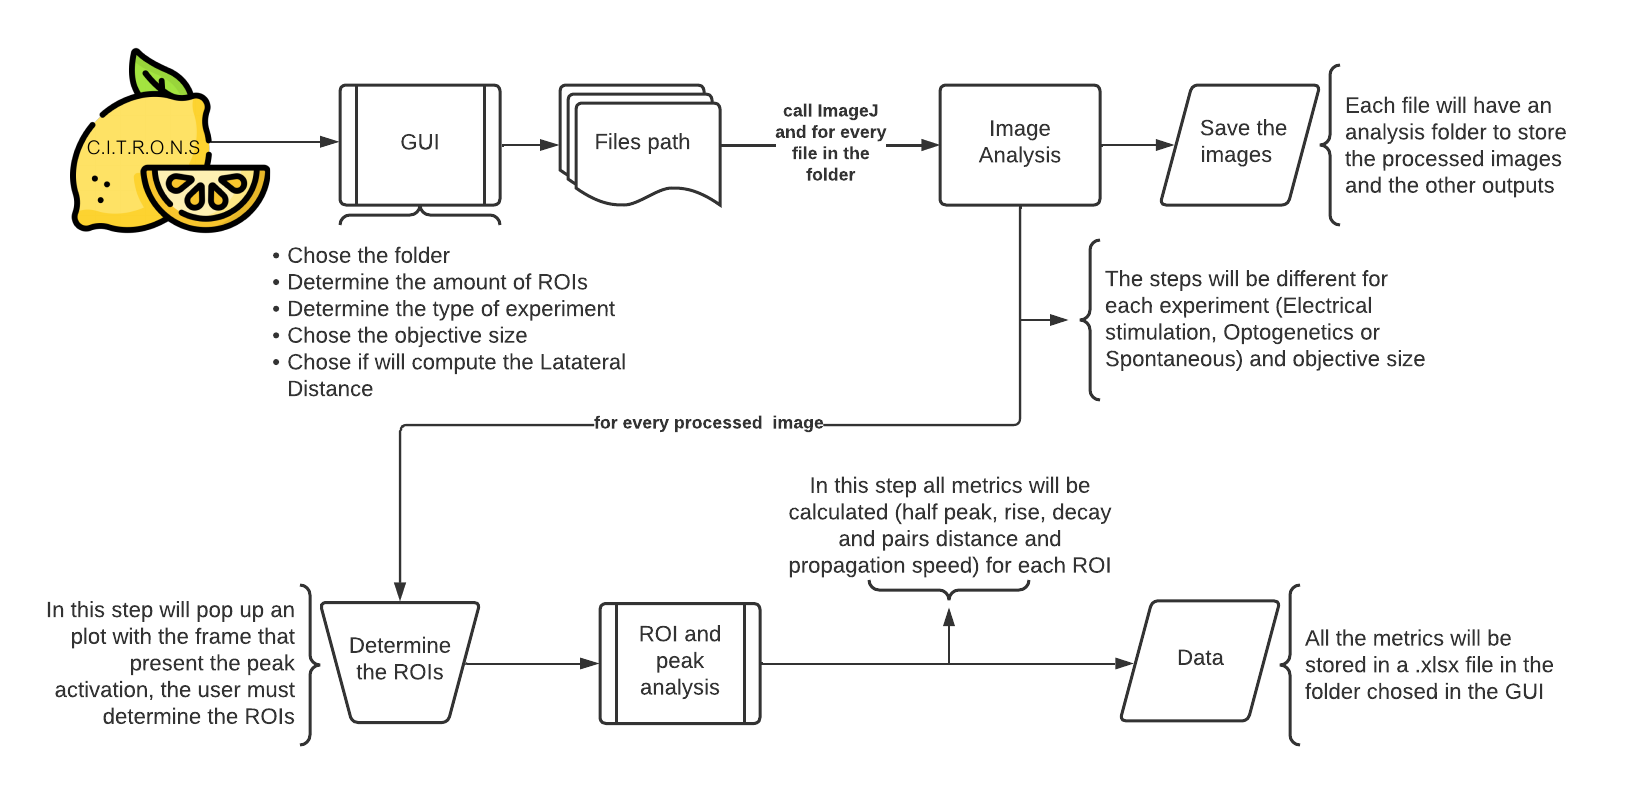 C.I.T.R.O.N.S
GUI
Files path
call ImageJ
and for every
file in the
folder
Image
Analysis
Save the
images
Each file will have an
analysis folder to store
the processed images
and the other outputs
• Chose the folder
• Determine the amount of ROIs
• Determine the type of experiment
• Chose the objective size
• Chose if will compute the Latateral
Distance
The steps will be different for
each experiment (Electrical
stimulation, Optogenetics or
Spontaneous) and objective size
for every processed image
In this step all metrics will be
calculated (half peak, rise, decay
and pairs distance and
propagation speed) for each ROI
In this step will pop up an
plot with the frame that
present the peak
activation, the user must
determine the ROIs
Determine
the ROIs
ROI and
peak
analysis
Data
All the metrics will be
stored in a .xlsx file in the
folder chosed in the GUI